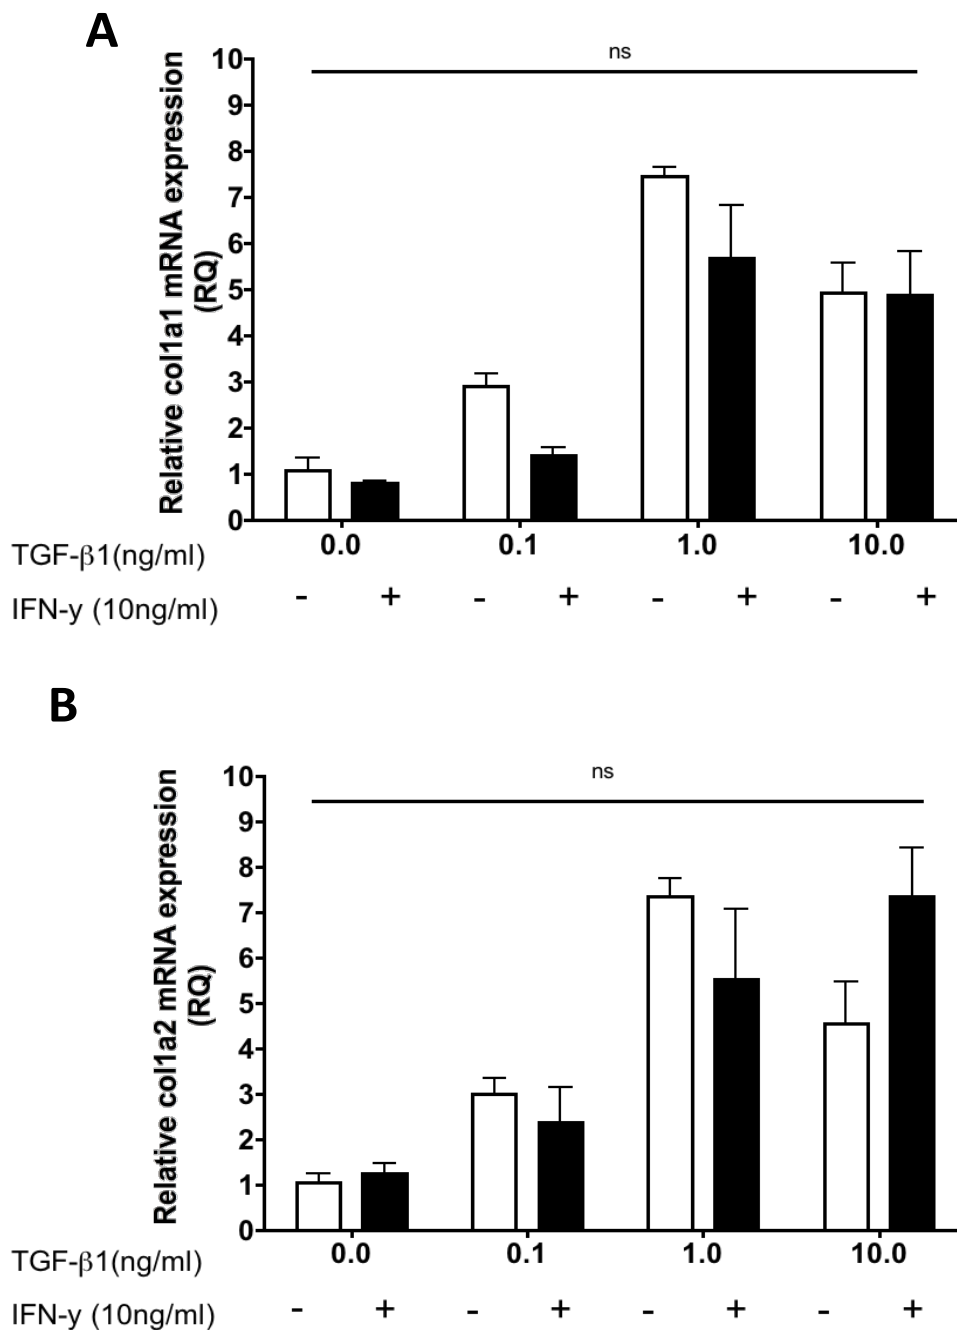 A
ns
Relative col1a1 mRNA expression
(RQ)
10
9
8
7
6
5
4
3
2
1
0
0.0 0.1 1.0 10.0
TGF-β1(ng/ml)
- + - + - + - +
IFN-y (10ng/ml)
B
ns
Relative col1a2 mRNA expression
(RQ)
10
9
8
7
6
5
4
3
2
1
0
0.0 0.1 1.0 10.0
TGF-β1(ng/ml)
- + - + - + - +
IFN-y (10ng/ml)